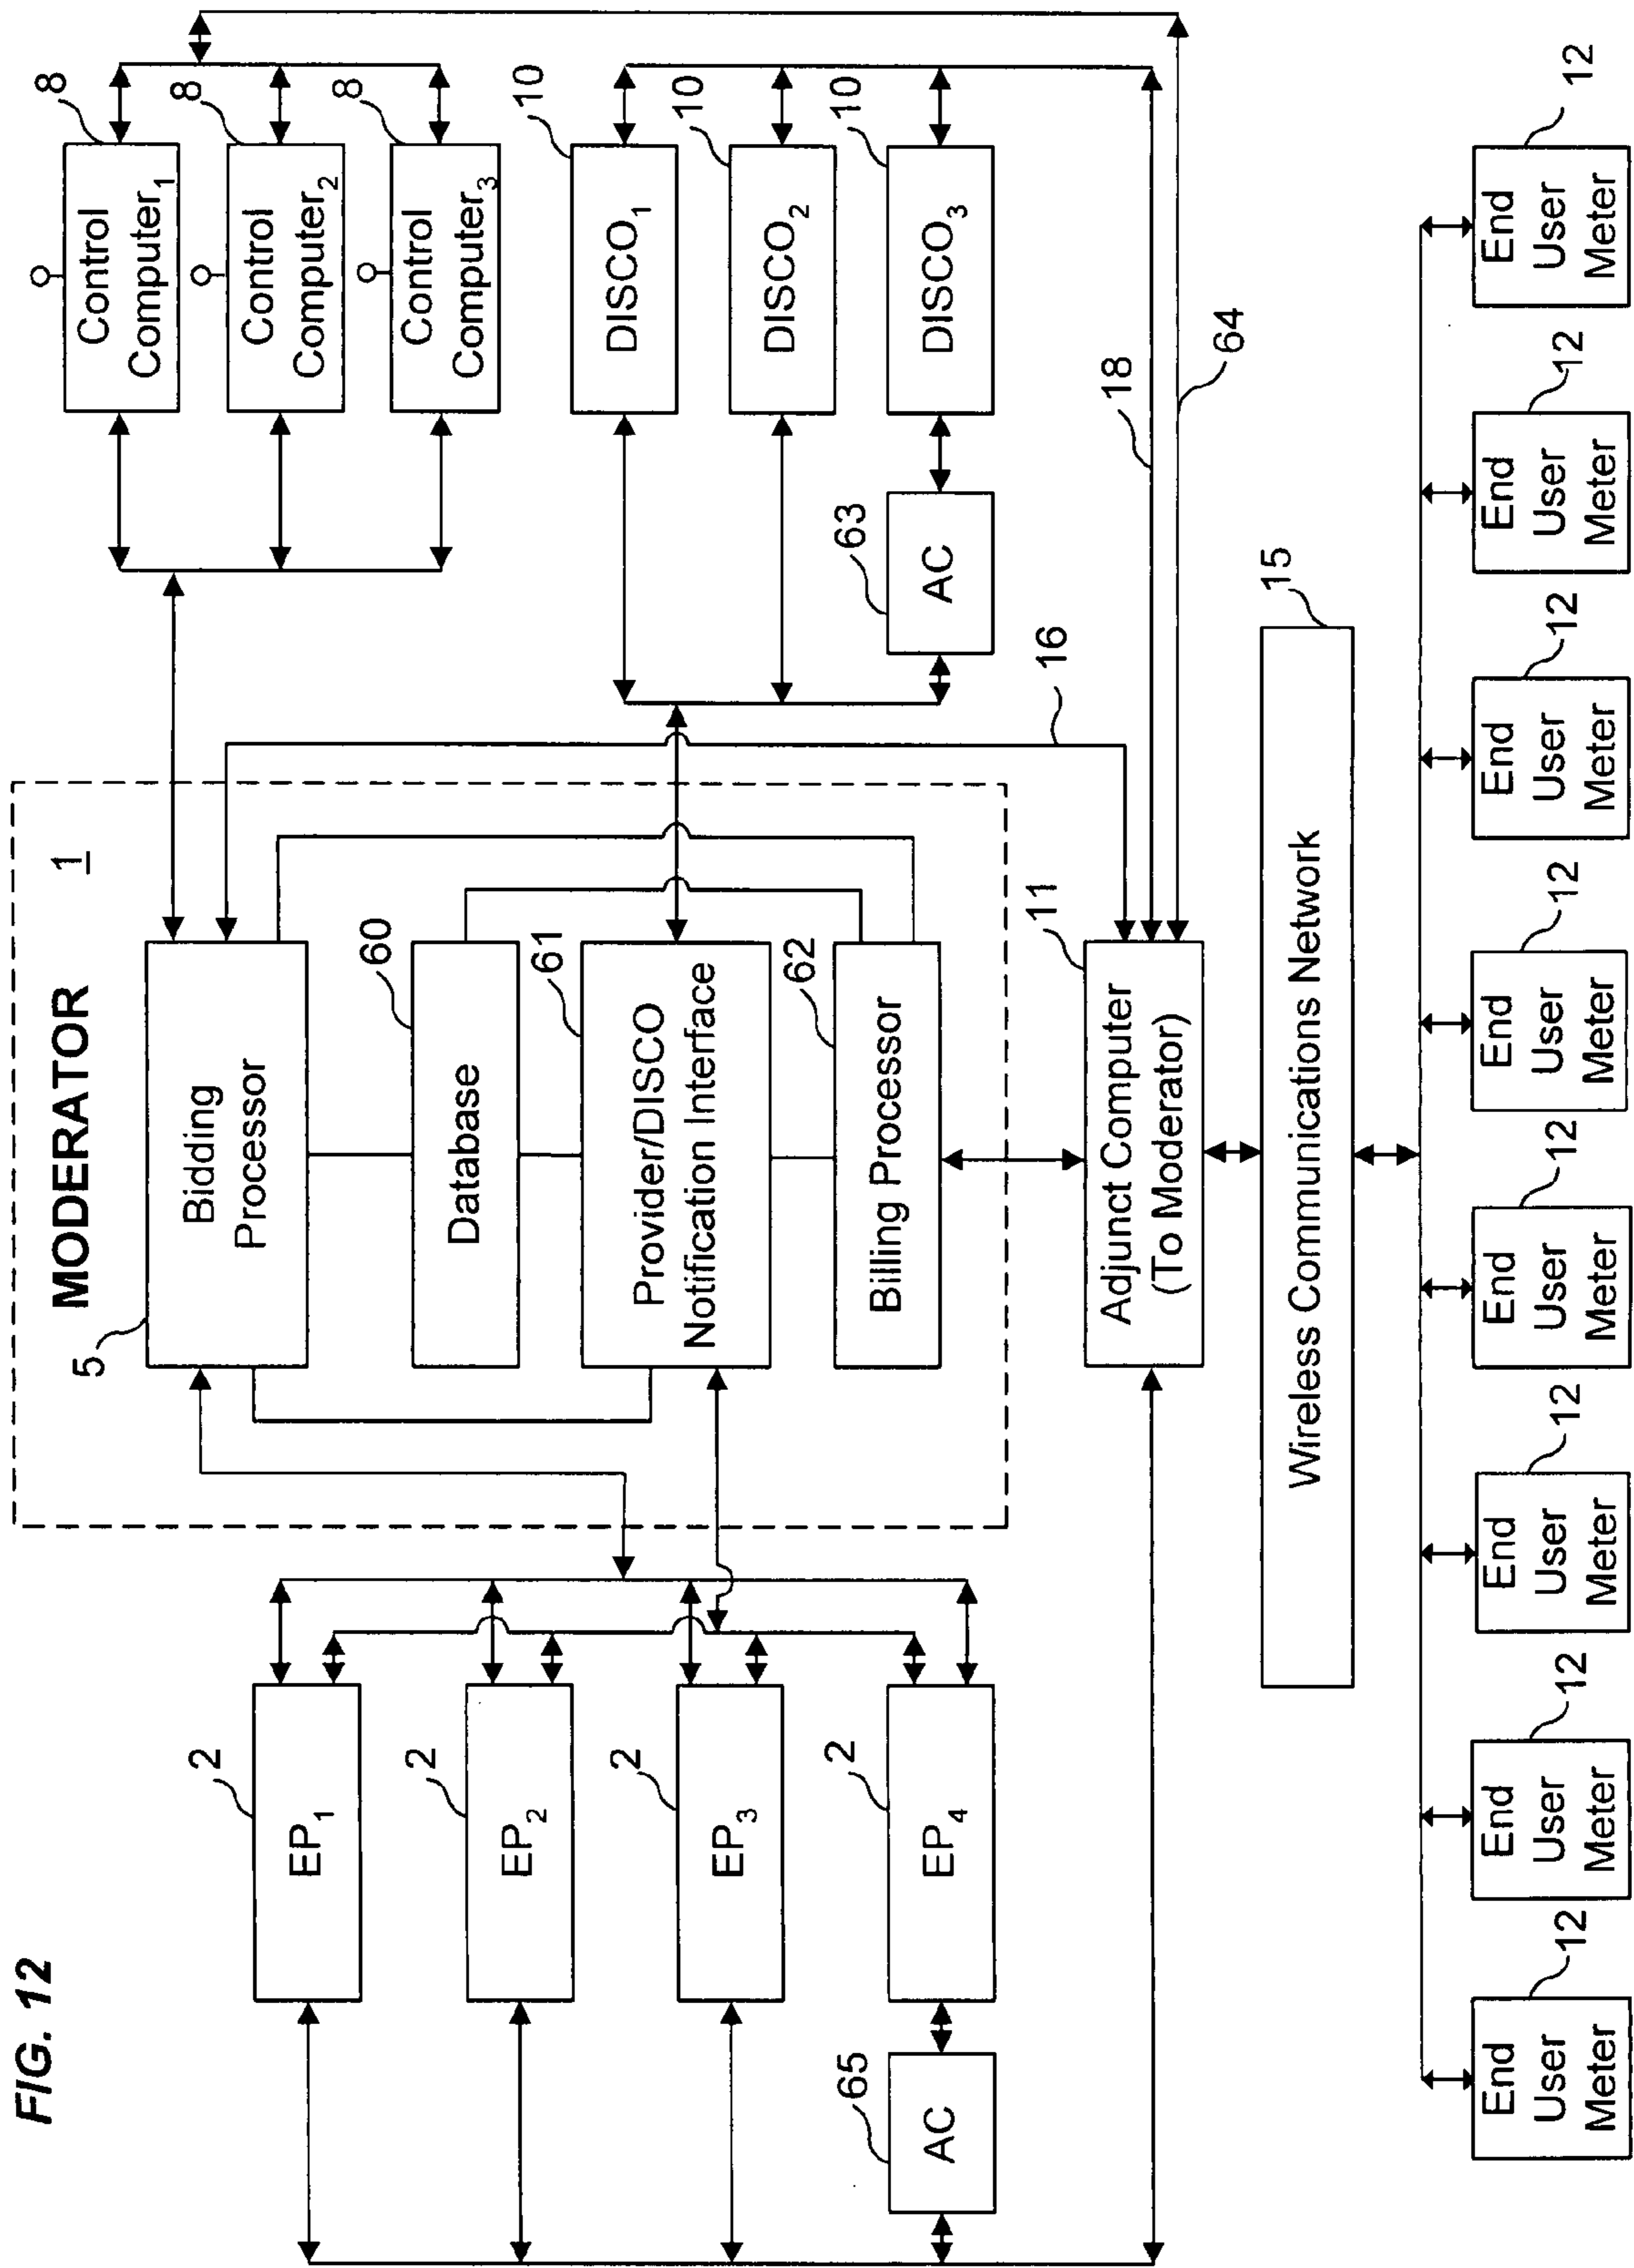 FIG. 12
MODERATOR
1
5
Bidding
Processor
60
Database
61
Provider/DISCO
Notification Interface
62
Billing Processor
2
EP1
2
EP2
2
EP3
2
EP4
65
AC
8
Control
Computer1
8
Control
Computer2
8
Control
Computer3
10
DISCO1
10
DISCO2
10
DISCO3
63
AC
16
18
64
11
Adjunct Computer
(To Moderator)
15
Wireless Communications Network
12
End
User
Meter
12
End
User
Meter
12
End
User
Meter
12
End
User
Meter
12
End
User
Meter
12
End
User
Meter
12
End
User
Meter
12
End
User
Meter